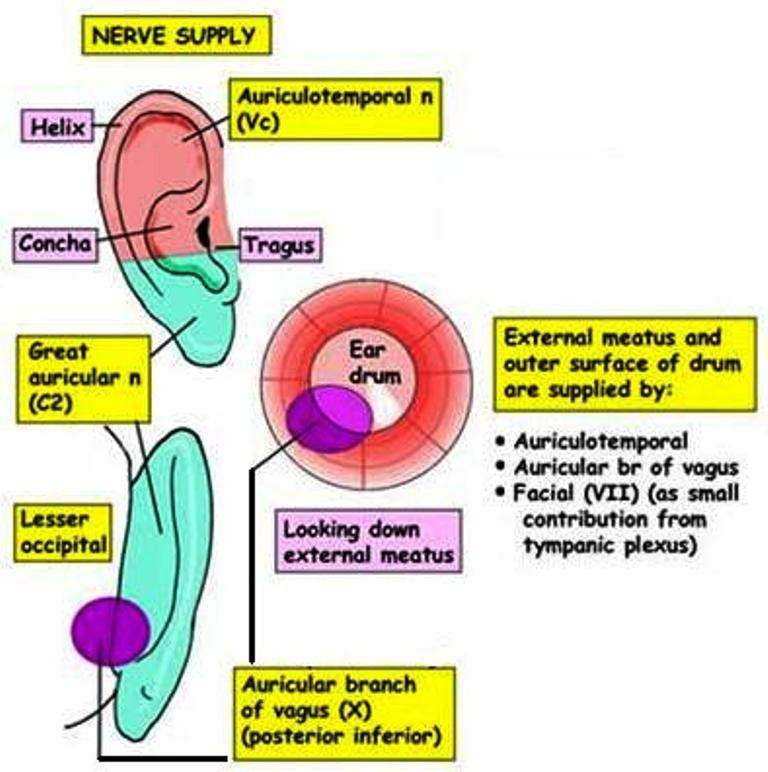 NERVE SUPPLY
Auriculotemporal n
(Vc)
Helix
Concha
Tragus
Great
auricular n
(C2)
Ear
drum
External meatus and
outer surface of drum
are supplied by:
• Auriculotemporal
• Auricular br of vagus
• Facial (VII) (as small
contribution from
tympanic plexus)
Lesser
occipital
Looking down
external meatus
Auricular branch
of vagus (X)
(posterior inferior)